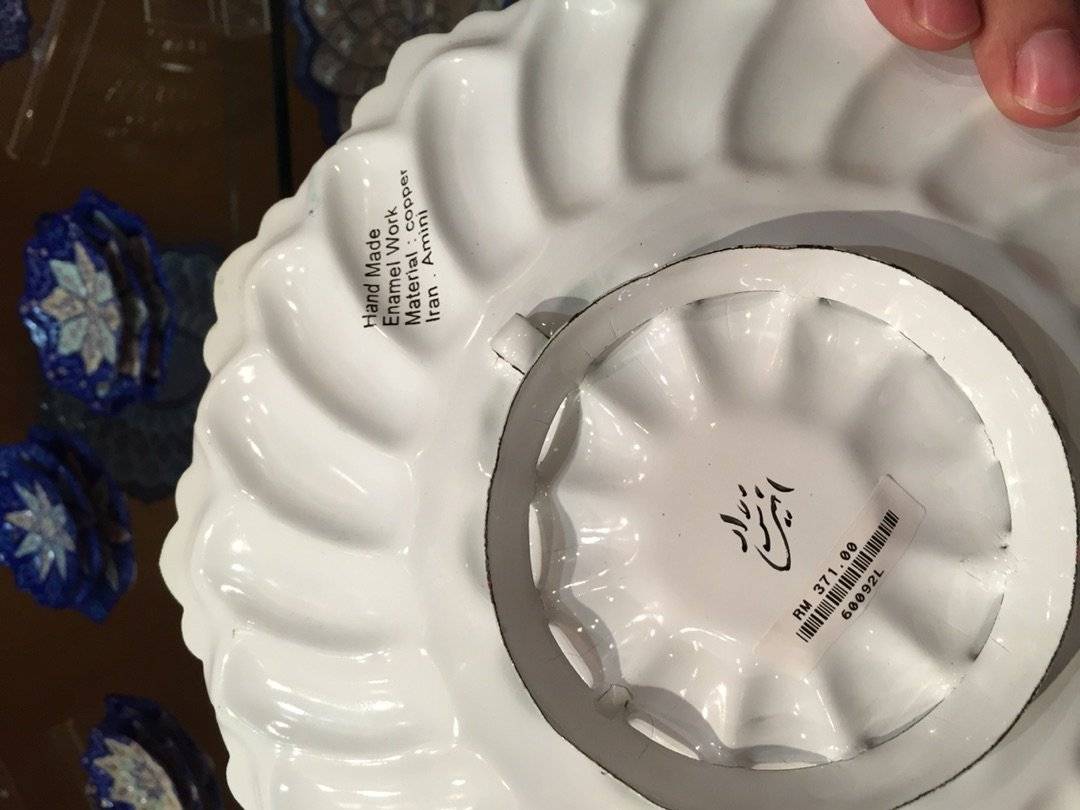 Hand Made
Enamel Work
Material : copper
Iran . Amini
RM 371.00
60092L